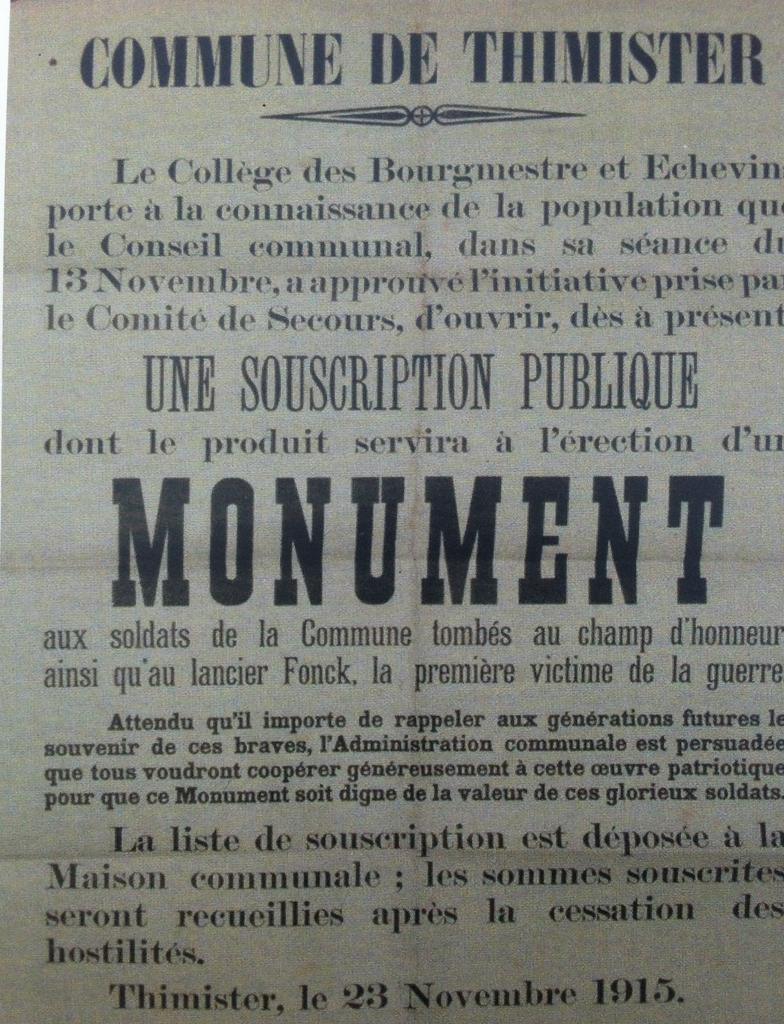 COMMUNE DE THIMISTER
Le Collège des Bourgmestre et Echevin
porte à la connaissance de la population que
le Conseil communal, dans sa séance du
13 Novembre, a approuvé l'initiative prise pa
le Comité de Secours, d'ouvrir, dès à présent
UNE SOUSCRIPTION PUBLIQUE
dont le produit servira à l'érection d'un
MONUMENT
aux soldats de la Commune tombés au champ d'honneur
ainsi qu'au lancier Fonck, la première victime de la guerre
Attendu qu'il importe de rappeler aux générations futures le
souvenir de ces braves, l'Administration communale est persuadée
que tous voudront coopérer généreusement à cette œuvre patriotique
pour que ce Monument soit digne de la valeur de ces glorieux soldats.
La liste de souscription est déposée à la
Maison communale ; les sommes souscrites
seront recueillies après la cessation des
hostilités.
Thimister, le 23 Novembre 1915.